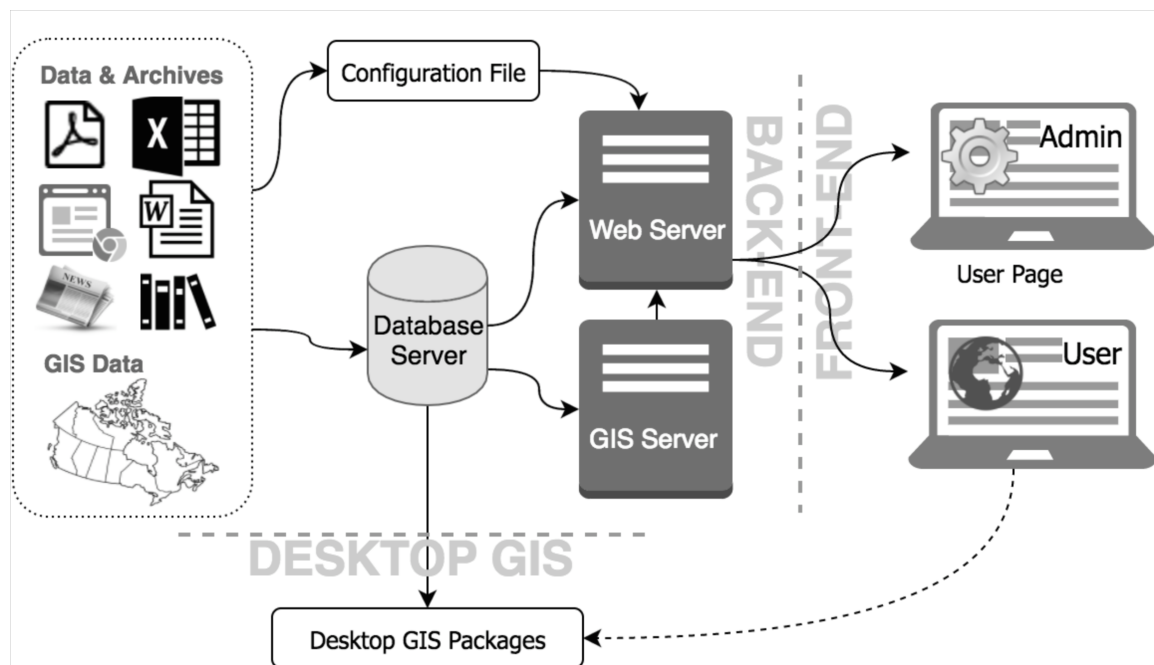 Data & Archives
X
W
NEWS
GIS Data
Configuration File
Database
Server
Web Server
GIS Server
BACK-END
FRONT-END
Admin
User Page
User
DESKTOP GIS
Desktop GIS Packages